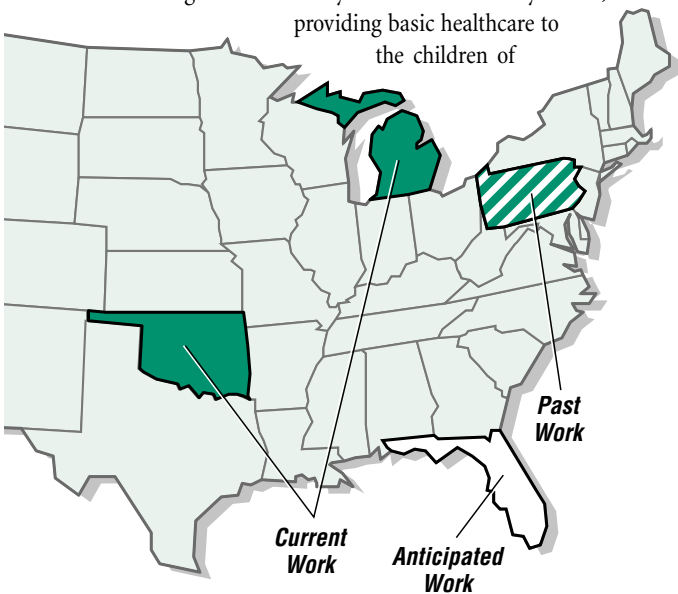 providing basic healthcare to
the children of
Past
Work
Current
Work
Anticipated
Work